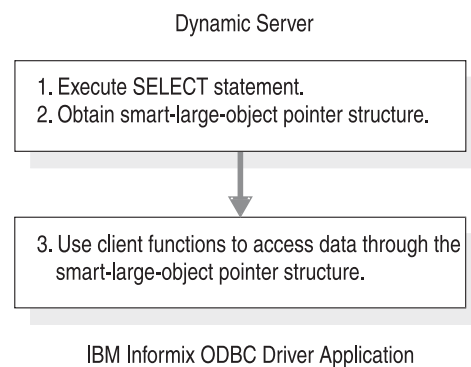 Dynamic Server
1. Execute SELECT statement.
2. Obtain smart-large-object pointer structure.
3. Use client functions to access data through the
smart-large-object pointer structure.
IBM Informix ODBC Driver Application